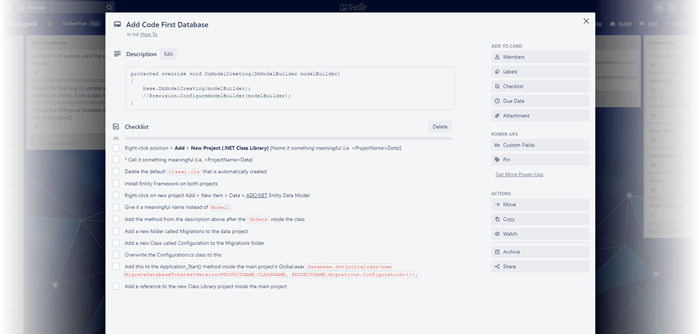 Boards
Trello
Add Code First Database
in list How To
Description Edit
protected override void OnModelCreating(DbModelBuilder modelBuilder)
{
base.OnModelCreating(modelBuilder);
//Precision.ConfigureModelBuilder(modelBuilder);
}
Checklist Delete
0%
Right-click solution > Add > New Project (.NET Class Library) [Name it something meaningful (i.e. <ProjectName>Data)]
* Call it something meaningful (i.e. <ProjectName>Data)
Delete the default Class1.cls that is automatically created
Install Entity Framework on both projects
Right-click on new project Add > New Item > Data > ADO.NET Entity Data Model
Give it a meaningful name instead of Model1
Add the method from the description above after the DbSets inside the class
Add a new folder called Migrations to the data project
Add a new Class called Configuration to the Migrations folder
Overwrite the Configuration.cs class to this
Add this to the Application_Start() method inside the main project's Global.asax Database.SetInitializer(new
MigrateDatabaseToLatestVersion<PROJECTNAME.CLASSNAME, PROJECTNAME.Migrations.Configuration>());
Add a reference to the new Class Library project inside the main project
ADD TO CARD
Members
Labels
Checklist
Due Date
Attachment
POWER-UPS
Custom Fields
Pin
Get More Power-Ups
ACTIONS
Move
Copy
Watch
Archive
Share
Butler